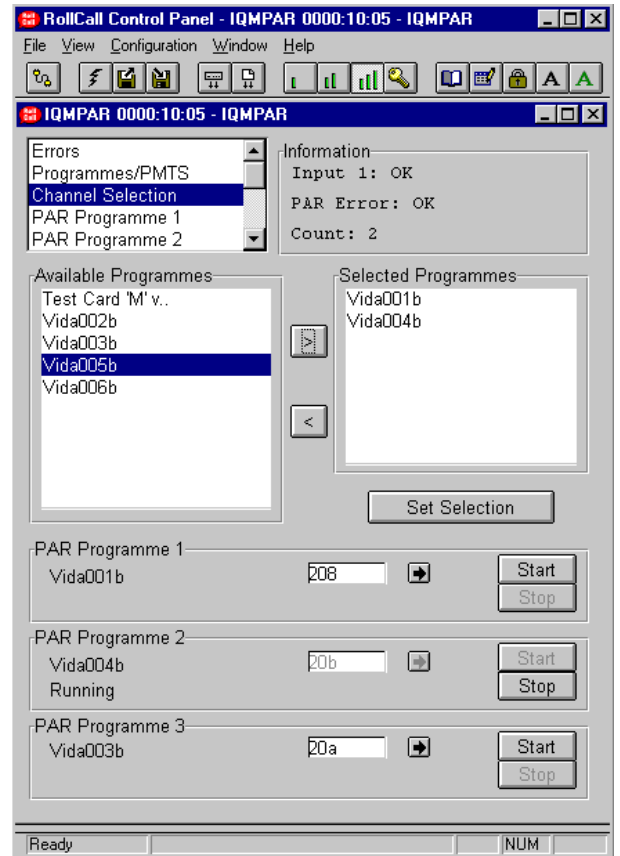 RollCall Control Panel - IQMPAR 0000:10:05 - IQMPAR
File View Configuration Window Help
A A
IQMPAR 0000:10:05 - IQMPAR
Errors
Programmes/PMTS
Channel Selection
PAR Programme 1
PAR Programme 2
Information
Input 1: OK
PAR Error: OK
Count: 2
Available Programmes
Test Card 'M' v..
Vida002b
Vida003b
Vida005b
Vida006b
>
<
Selected Programmes
Vida001b
Vida004b
Set Selection
PAR Programme 1
Vida001b 208 Start
Stop
PAR Programme 2
Vida004b 20b Start
Running Stop
PAR Programme 3
Vida003b 20a Start
Stop
Ready NUM